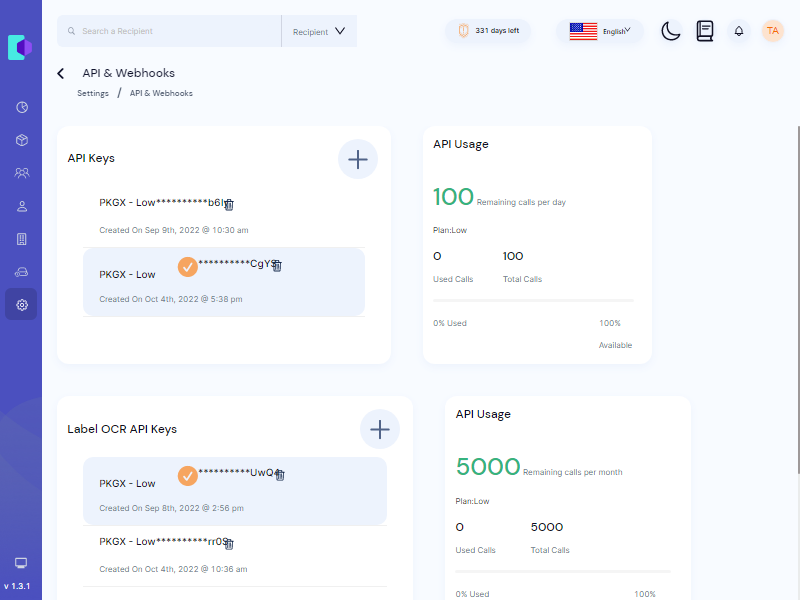 Search a Recipient
Recipient
331 days left
English
TA
API & Webhooks
Settings / API & Webhooks
API Keys
PKGX - Low**********b6
Created On Sep 9th, 2022 @ 10:30 am
PKGX - Low **********CgYS
Created On Oct 4th, 2022 @ 5:38 pm
API Usage
100 Remaining calls per day
Plan:Low
0 100
Used Calls Total Calls
0% Used 100%
Available
Label OCR API Keys
PKGX - Low **********UwQ
Created On Sep 8th, 2022 @ 2:56 pm
PKGX - Low**********rr0S
Created On Oct 4th, 2022 @ 10:36 am
API Usage
5000 Remaining calls per month
Plan:Low
0 5000
Used Calls Total Calls
0% Used 100%
v 1.3.1